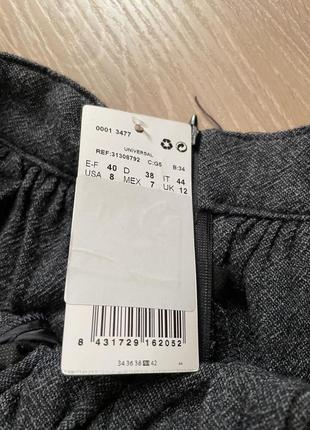 0001 3477
UNIVERSAL
REF:31308792 C:G5 B:34
E-F 40 D 38 IT 44
USA 8 MEX 7 UK 12
8 431729 162052
34 36 38 40 42